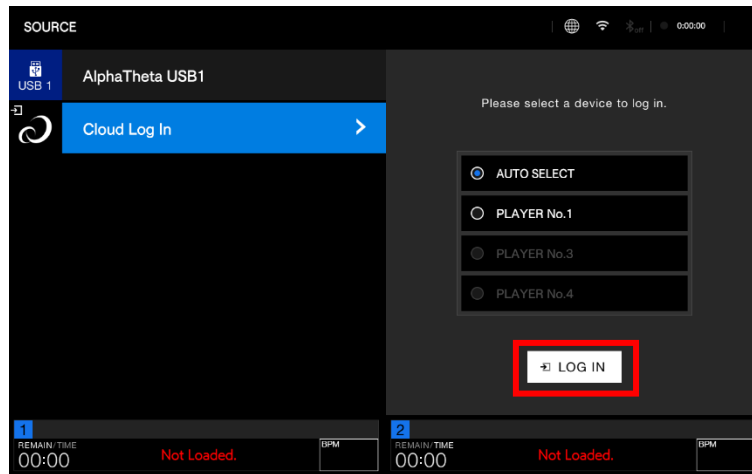 SOURCE
off
0:00:00
USB 1
AlphaTheta USB1
Cloud Log In
Please select a device to log in.
AUTO SELECT
PLAYER No.1
PLAYER No.3
PLAYER No.4
LOG IN
1
REMAIN/TIME
00:00
Not Loaded.
BPM
2
REMAIN/TIME
00:00
Not Loaded.
BPM